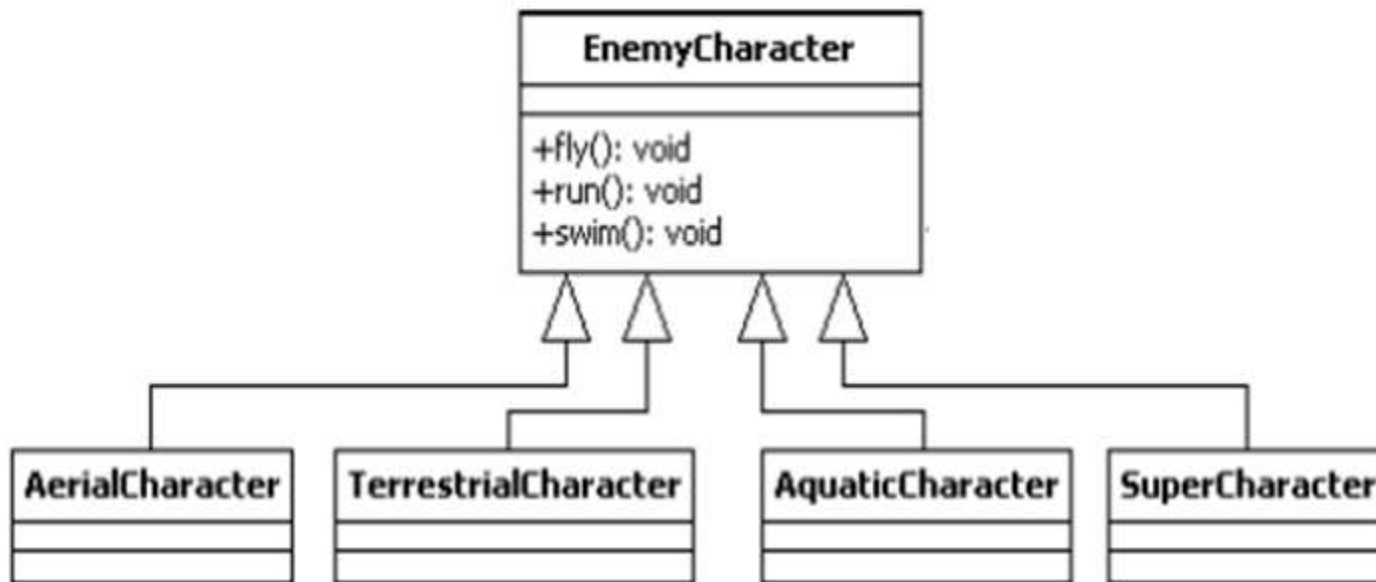 EnemyCharacter
+fly(): void
+run(): void
+swim(): void
AerialCharacter
TerrestrialCharacter
AquaticCharacter
SuperCharacter